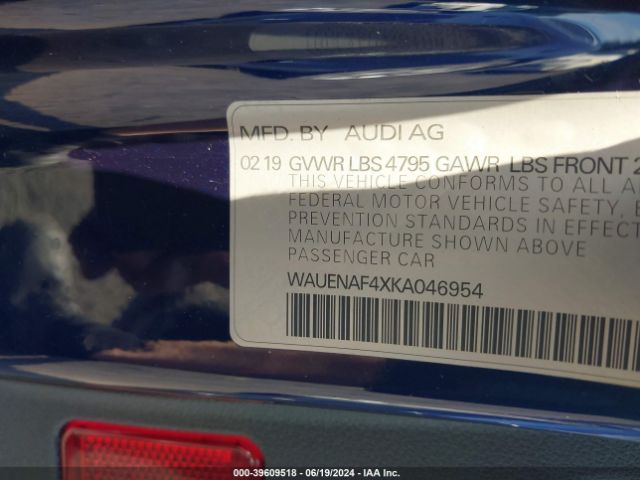 MFD. BY AUDI AG
02 19 GVWR LBS 4795 GAWR LBS FRONT 2
THIS VEHICLE CONFORMS TO ALL A
FEDERAL MOTOR VEHICLE SAFETY,
PREVENTION STANDARDS IN EFFECT
MANUFACTURE SHOWN ABOVE
PASSENGER CAR
WAUENAF4XKA046954
000-39609518 - 06/19/2024 - IAA Inc.